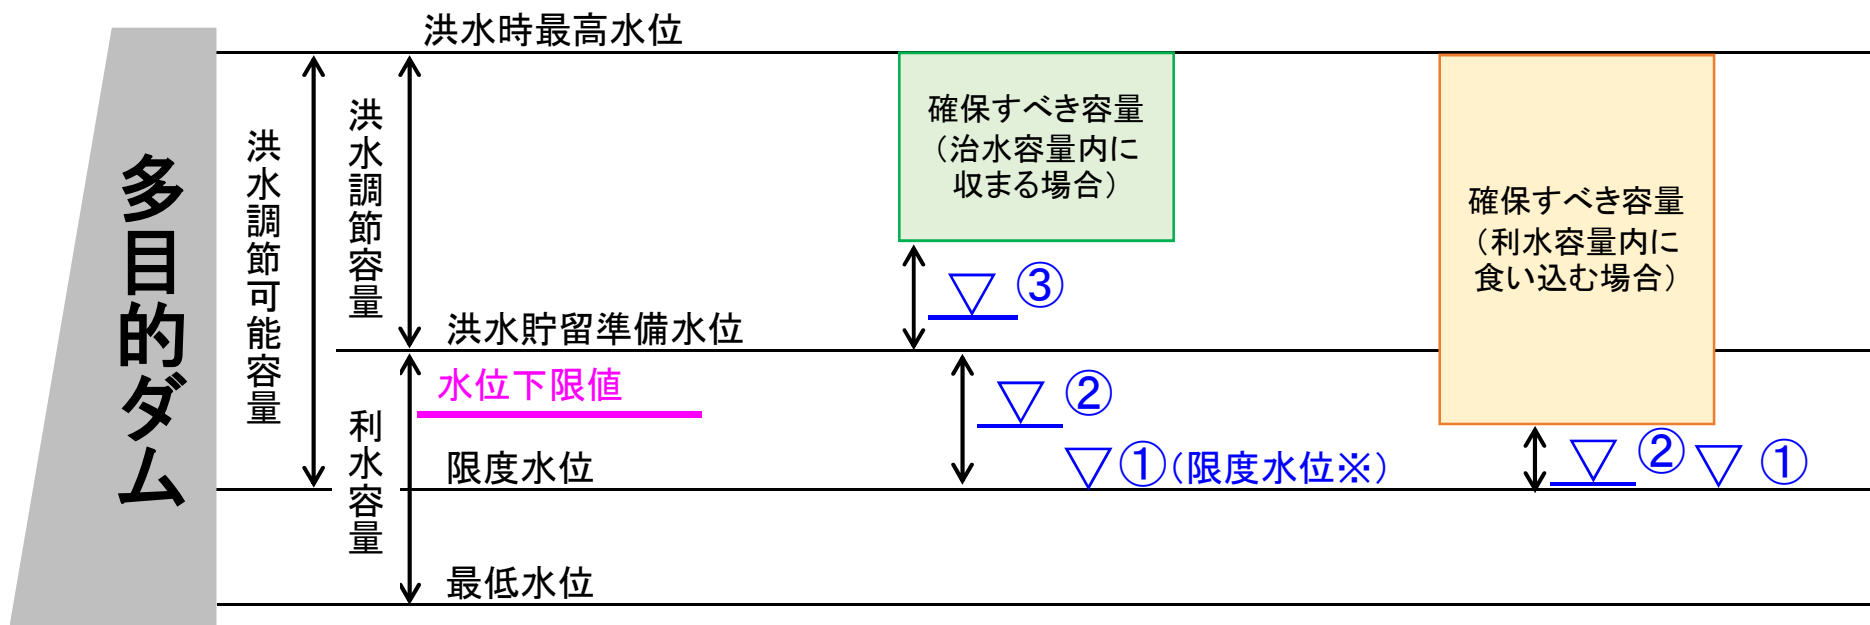 洪水時最高水位
多目的ダム
洪水調節可能容量
洪水調節容量
確保すべき容量
（治水容量内に
収まる場合）
確保すべき容量
（利水容量内に
食い込む場合）
▽③
洪水貯留準備水位
水位下限値
▽②
利水容量
限度水位
▽①（限度水位※）
▽②▽①
最低水位